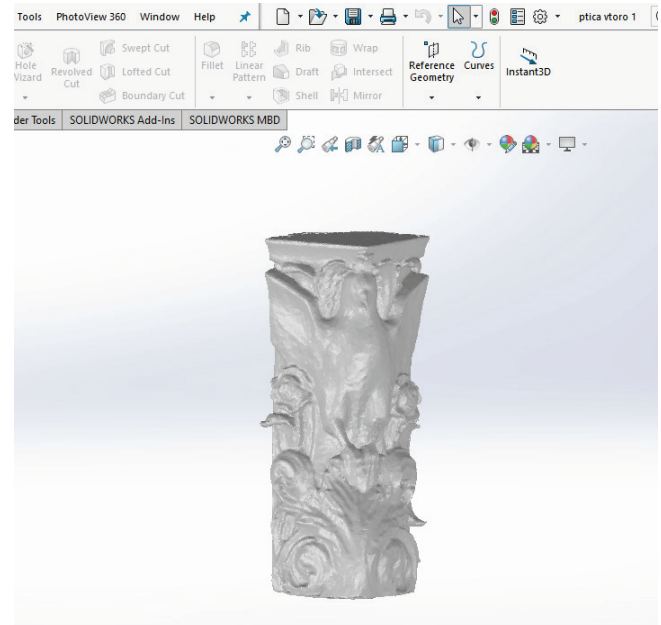 Tools PhotoView 360 Window Help ptica vtoro 1
Hole Wizard Revolved Cut Swept Cut Lofted Cut Boundary Cut Fillet Linear Pattern Rib Draft Shell Wrap Intersect Mirror Reference Geometry Curves Instant3D
der Tools SOLIDWORKS Add-Ins SOLIDWORKS MBD